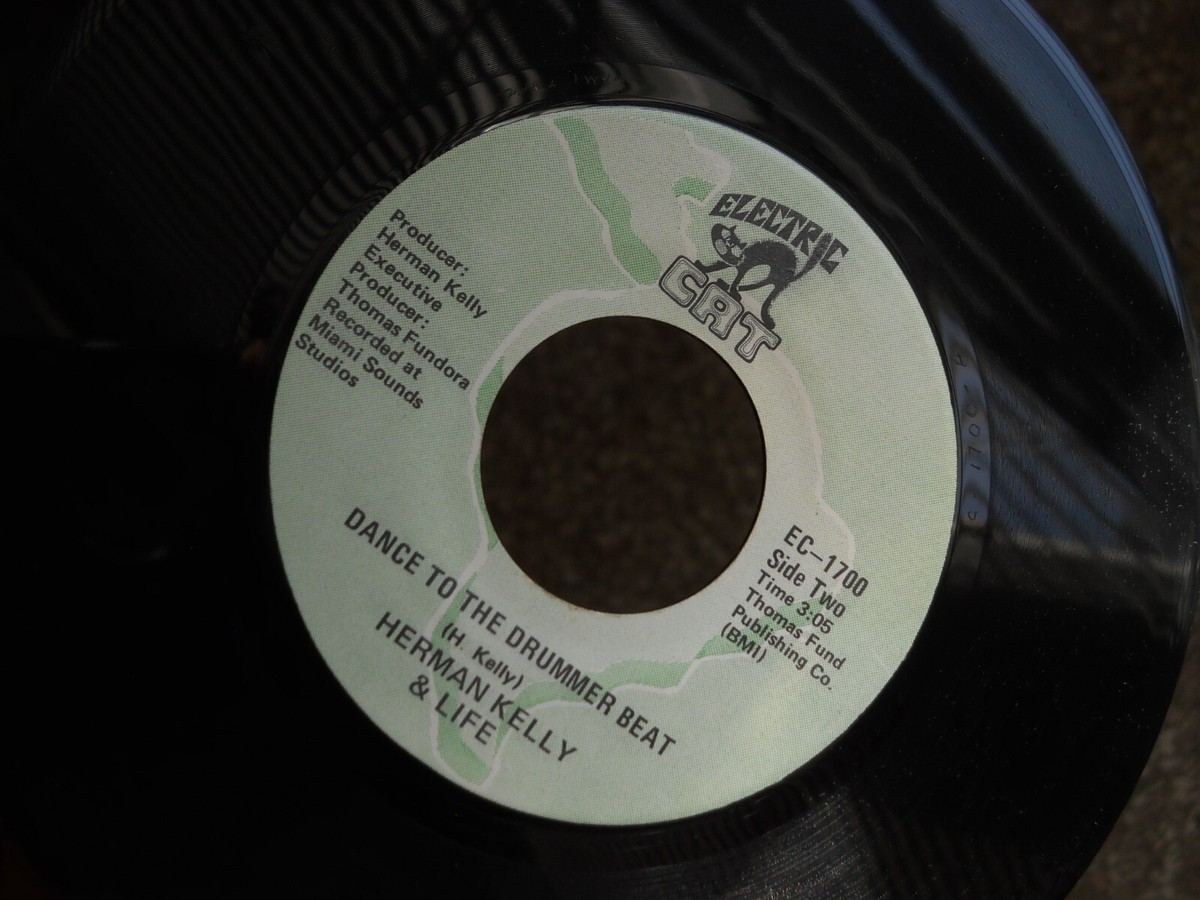 ELECTRIC
CAT
Producer:
Herman Kelly
Executive
Producer:
Thomas Fundora
Recorded at
Miami Sounds
Studios
EC-1700
Side Two
Time 3:05
Thomas Fund
Publishing Co.
(BMI)
DANCE TO THE DRUMMER BEAT
(H. Kelly)
HERMAN KELLY
& LIFE